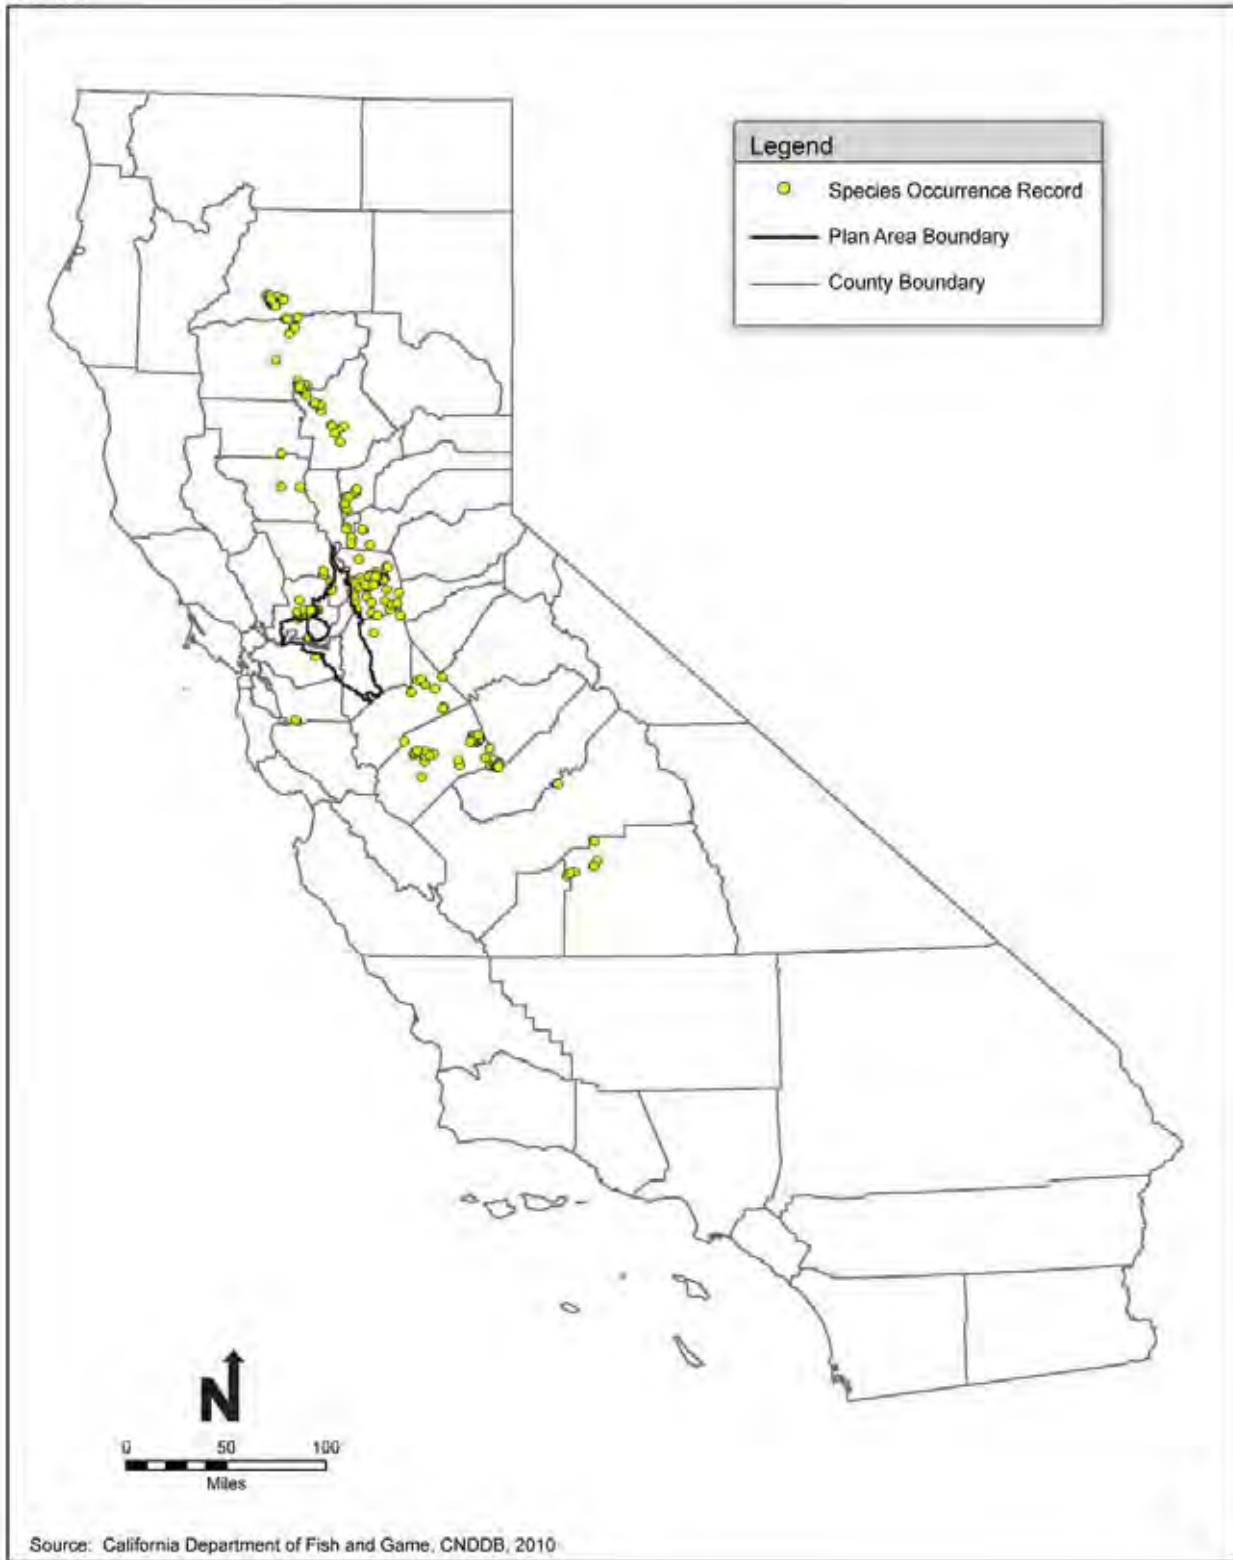 Legend
Species Occurrence Record
Plan Area Boundary
County Boundary
N
0 50 100
Miles
Source: California Department of Fish and Game, CNDDB, 2010